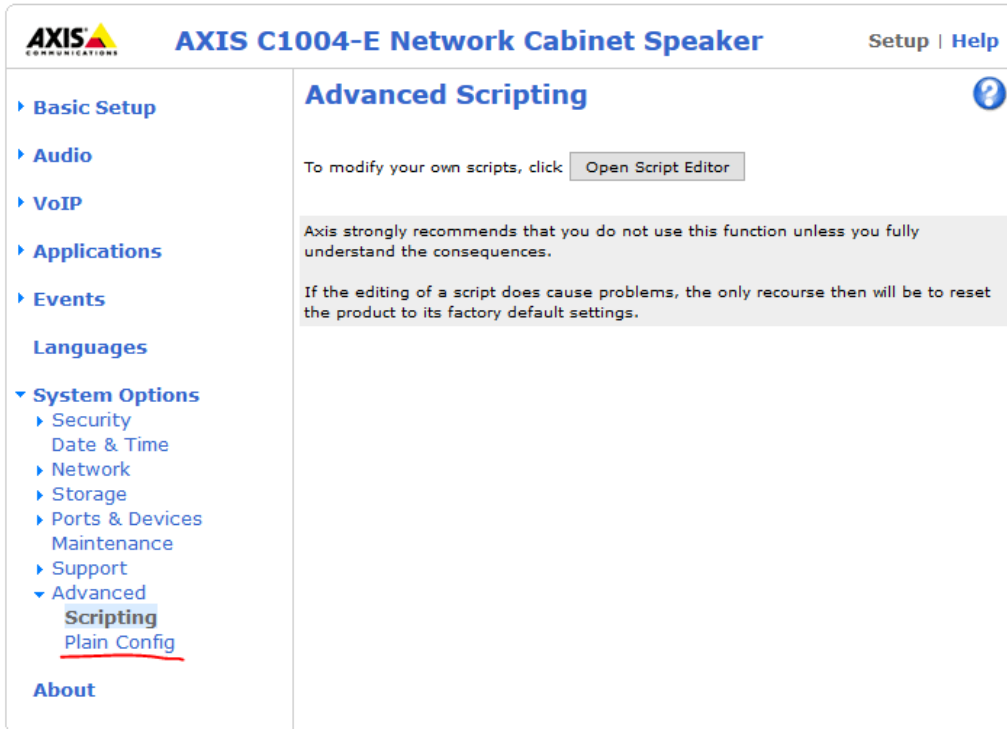 AXIS
COMMUNICATIONS
AXIS C1004-E Network Cabinet Speaker
Setup | Help
Basic Setup
Audio
VoIP
Applications
Events
Languages
System Options
Security
Date & Time
Network
Storage
Ports & Devices
Maintenance
Support
Advanced
Scripting
Plain Config
About
Advanced Scripting
?
To modify your own scripts, click Open Script Editor
Axis strongly recommends that you do not use this function unless you fully
understand the consequences.
If the editing of a script does cause problems, the only recourse then will be to reset
the product to its factory default settings.